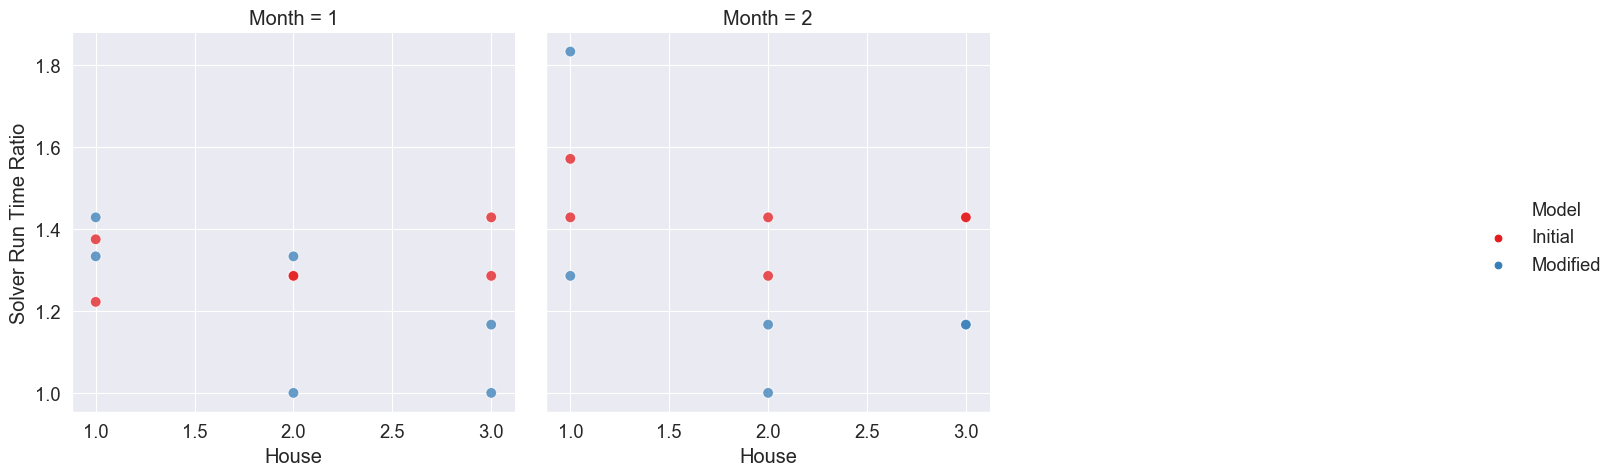 Month = 1
Month = 2
Solver Run Time Ratio
1.8
1.6
1.4
1.2
1.0
1.0 1.5 2.0 2.5 3.0
House
1.0 1.5 2.0 2.5 3.0
House
Model
Initial
Modified